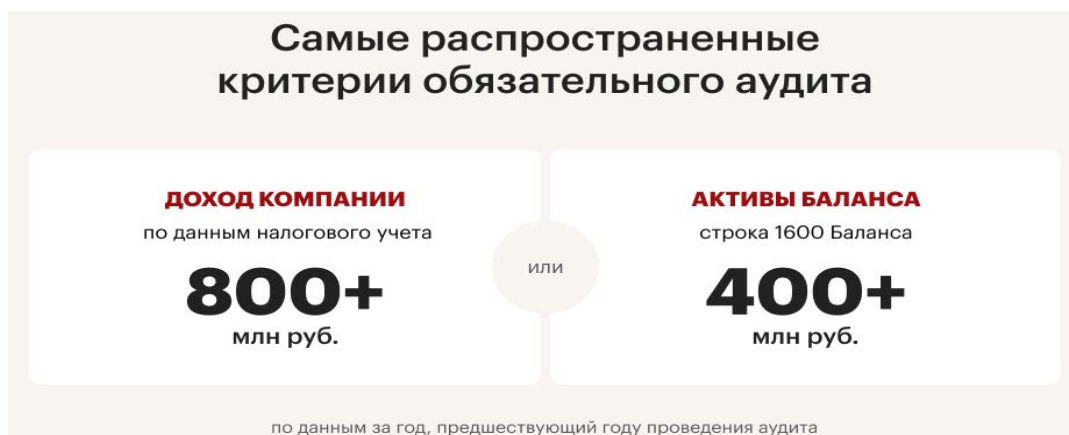 Самые распространенные
критерии обязательного аудита
ДОХОД КОМПАНИИ
по данным налогового учета
800+
млн руб.
или
АКТИВЫ БАЛАНСА
строка 1600 Баланса
400+
млн руб.
по данным за год, предшествующий году проведения аудита